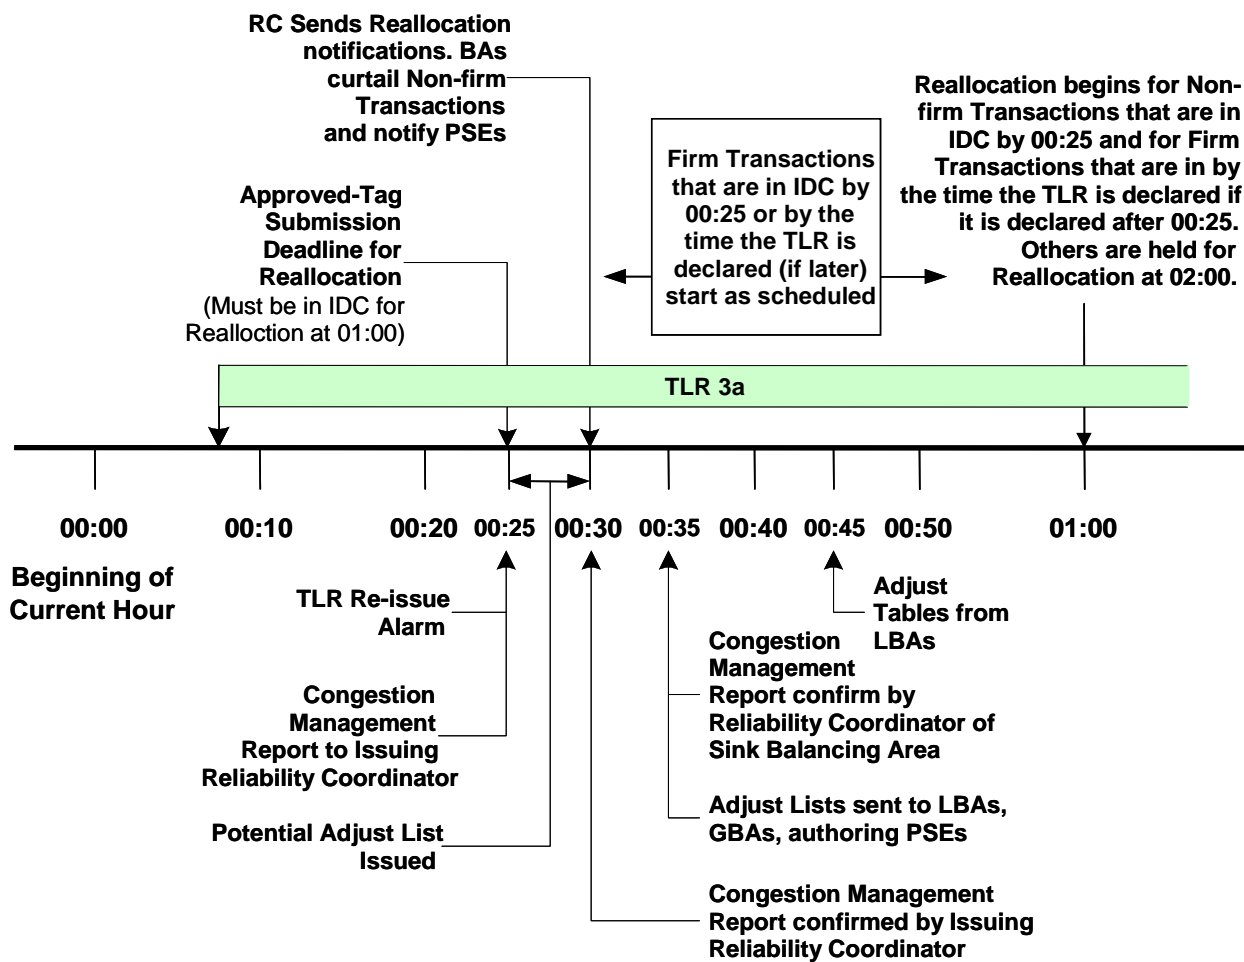 RC Sends Reallocation
notifications. BAs
curtail Non-firm
Transactions
and notify PSEs
Reallocation begins for Non-
firm Transactions that are in
IDC by 00:25 and for Firm
Transactions that are in by
the time the TLR is declared if
it is declared after 00:25.
Others are held for
Reallocation at 02:00.
Firm Transactions
that are in IDC by
00:25 or by the
time the TLR is
declared (if later)
start as scheduled
Approved-Tag
Submission
Deadline for
Reallocation
(Must be in IDC for
Realloction at 01:00)
TLR 3a
00:00
00:10
00:20
00:25
00:30
00:35
00:40
00:45
00:50
01:00
Beginning of
Current Hour
TLR Re-issue
Alarm
Adjust
Tables from
LBAs
Congestion
Management
Report confirm by
Reliability Coordinator of
Sink Balancing Area
Congestion
Management
Report to Issuing
Reliability Coordinator
Adjust Lists sent to LBAs,
GBAs, authoring PSEs
Potential Adjust List
Issued
Congestion Management
Report confirmed by Issuing
Reliability Coordinator